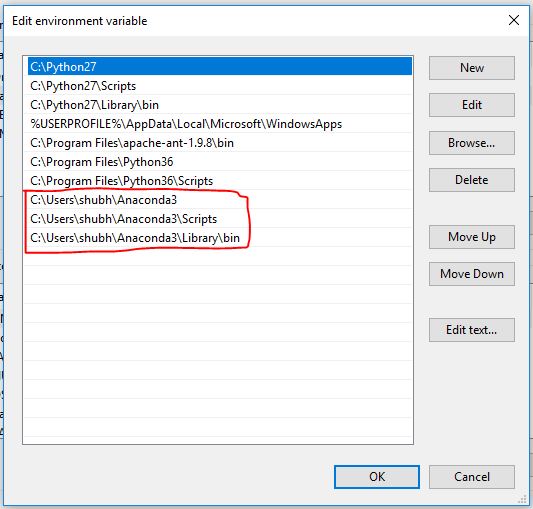 Edit environment variable
C:\Python27
C:\Python27\Scripts
C:\Python27\Library\bin
%USERPROFILE%\AppData\Local\Microsoft\WindowsApps
C:\Program Files\apache-ant-1.9.8\bin
C:\Program Files\Python36
C:\Program Files\Python36\Scripts
C:\Users\shubh\Anaconda3
C:\Users\shubh\Anaconda3\Scripts
C:\Users\shubh\Anaconda3\Library\bin
New
Edit
Browse...
Delete
Move Up
Move Down
Edit text...
OK
Cancel